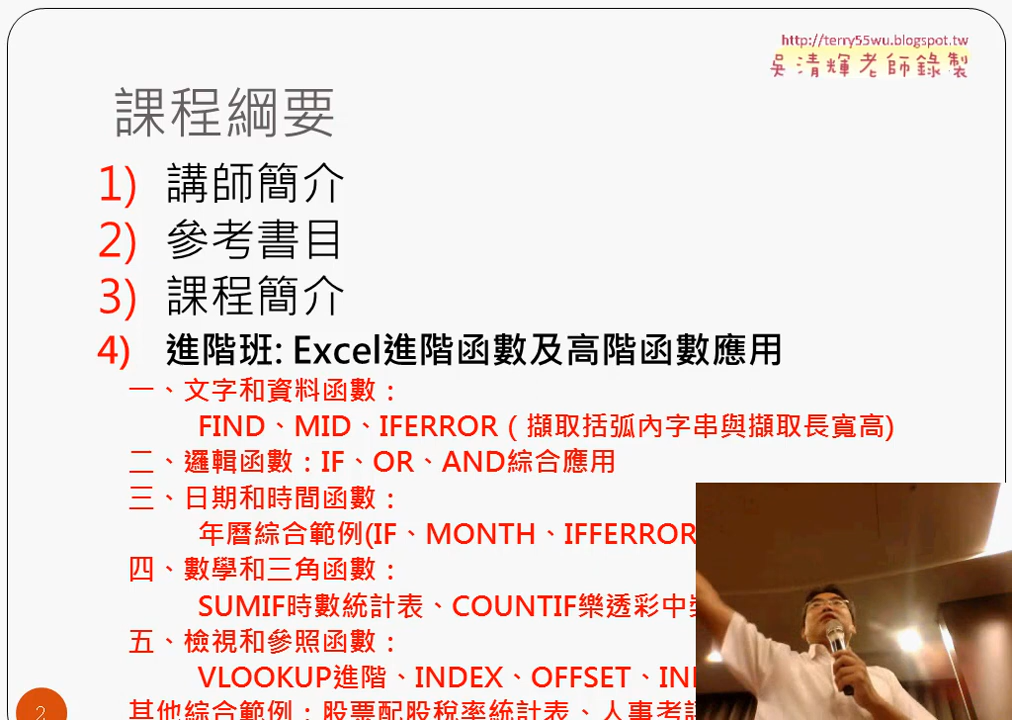 http://terry55wu.blogspot.tw
吳清輝老師錄製
課程綱要
1) 講師簡介
2) 參考書目
3) 課程簡介
4) 進階班: Excel進階函數及高階函數應用
一、文字和資料函數：
FIND、MID、IFERROR（擷取括弧內字串與擷取長寬高)
二、邏輯函數：IF、OR、AND綜合應用
三、日期和時間函數：
年曆綜合範例(IF、MONTH、IFFERROR
四、數學和三角函數：
SUMIF時數統計表、COUNTIF樂透彩中
五、檢視和參照函數：
VLOOKUP進階、INDEX、OFFSET、IN
其他綜合範例：股票配股稅率統計表、人事考
2